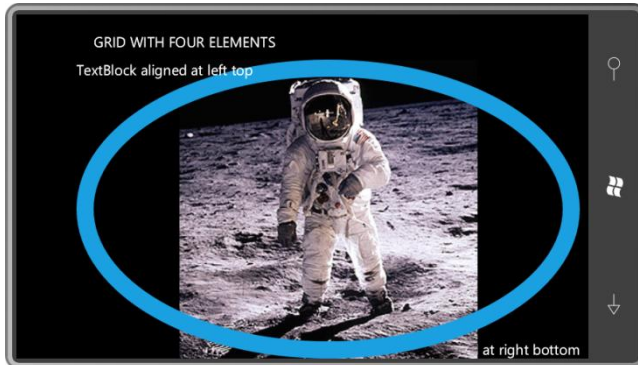 GRID WITH FOUR ELEMENTS
TextBlock aligned at left top
at right bottom